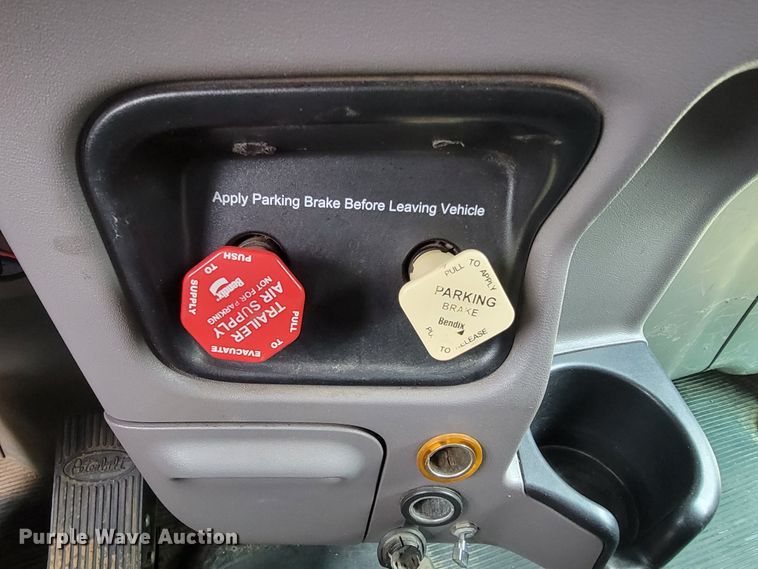 Apply Parking Brake Before Leaving Vehicle
PUSH TO SUPPLY
Bendix
TRAILER
AIR SUPPLY
NOT FOR PARKING
PULL TO EVACUATE
PULL TO APPLY
PARKING
BRAKE
Bendix
TO RELEASE
Peterbilt
Purple Wave Auction